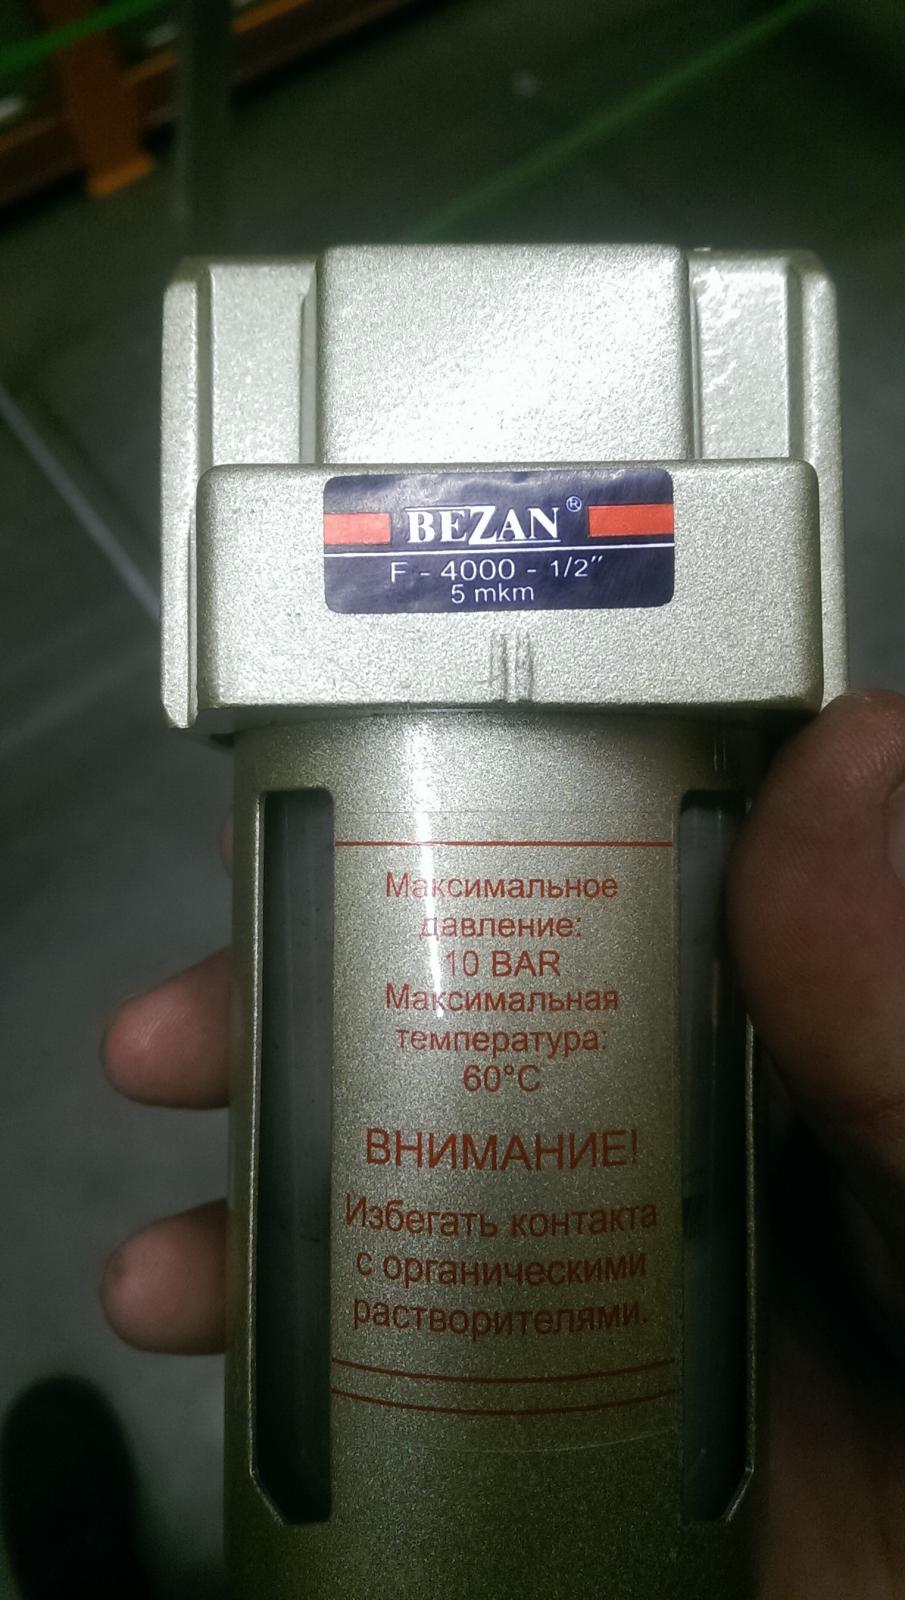 BEZAN ®
F - 4000 - 1/2"
5 mkm
Максимальное
давление:
10 BAR
Максимальная
температура:
60°C
ВНИМАНИЕ!
Избегать контакта
с органическими
растворителями.